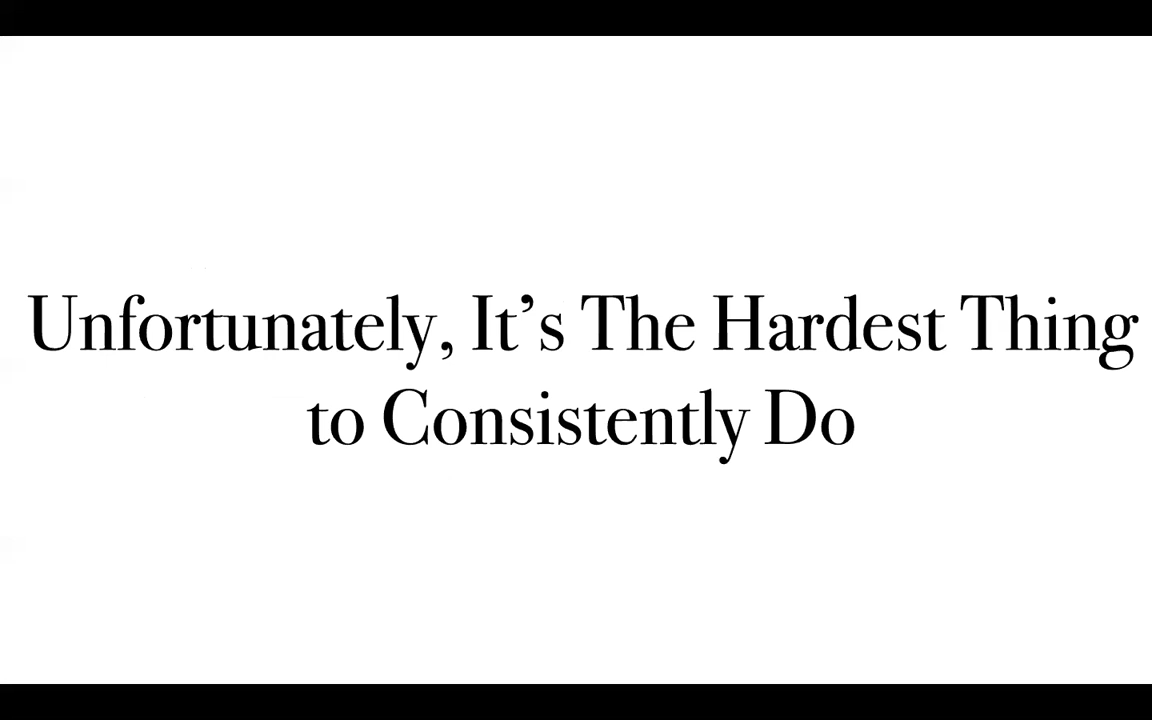 Unfortunately, It’s The Hardest Thing
to Consistently Do